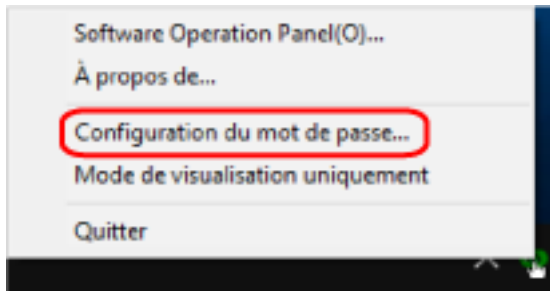 Software Operation Panel(O)...
À propos de...
Configuration du mot de passe...
Mode de visualisation uniquement
Quitter